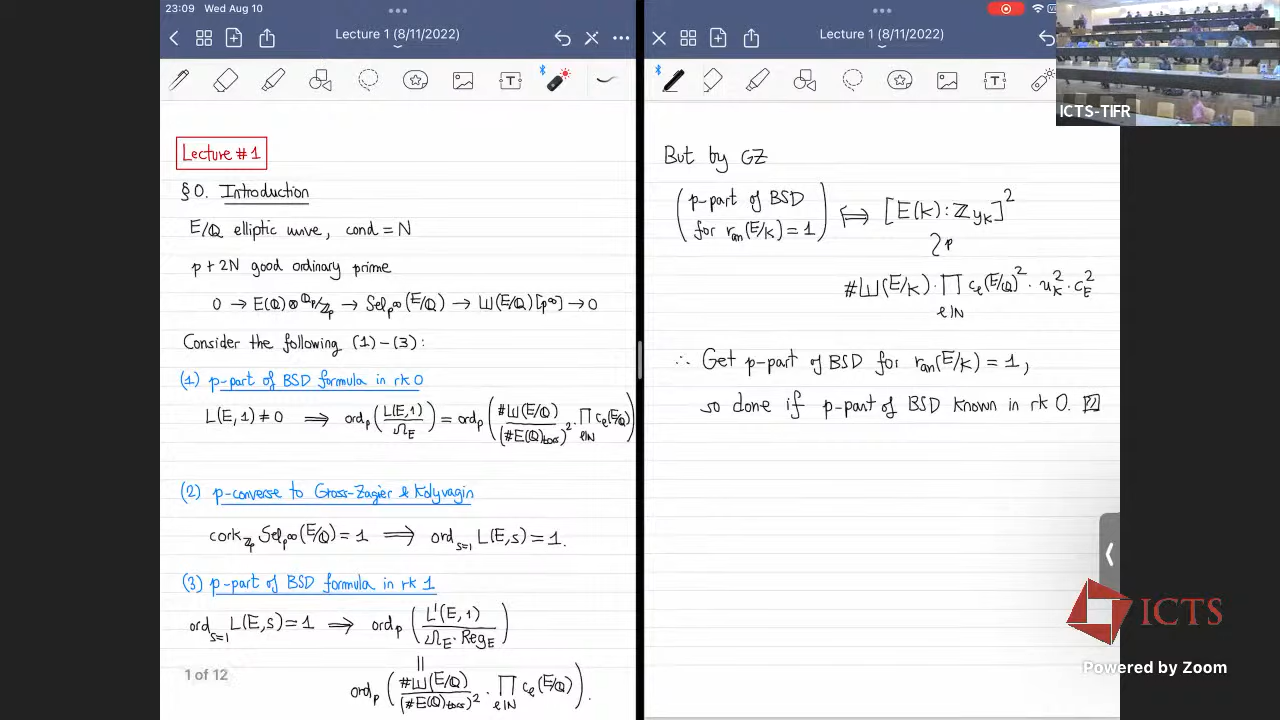 23:09 Wed Aug 10
Lecture 1 (8/11/2022)
Lecture #1
§0. Introduction
E/ℚ elliptic curve, cond = N
p ∤ 2N good ordinary prime
0 → E(ℚ)⊗ℚp/ℤp → Selp∞(E/ℚ) → Ш(E/ℚ)[p∞] → 0
Consider the following (1)-(3):
(1) p-part of BSD formula in rk 0
L(E,1) ≠ 0 ⟹ ordp(L(E,1)/ΩE) = ordp(#Ш(E/ℚ)/(#E(ℚ)tors)² · ∏ℓ|N cℓ(E/ℚ))
(2) p-converse to Gross-Zagier & Kolyvagin
corkℤp Selp∞(E/ℚ) = 1 ⟹ ords=1 L(E,s) = 1.
(3) p-part of BSD formula in rk 1
ords=1 L(E,s) = 1 ⟹ ordp(L'(E,1)/ΩE·RegE)
||
ordp(#Ш(E/ℚ)/(#E(ℚ)tors)² · ∏ℓ|N cℓ(E/ℚ)).
1 of 12
Lecture 1 (8/11/2022)
But by GZ
(p-part of BSD for ran(E/K) = 1) ⟺ [E(K):ℤyK]²
~p
#Ш(E/K)·∏ℓ|N cℓ(E/ℚ)²·uK²·cE²
∴ Get p-part of BSD for ran(E/K) = 1,
so done if p-part of BSD known in rk 0.
ICTS-TIFR
ICTS
Powered by Zoom